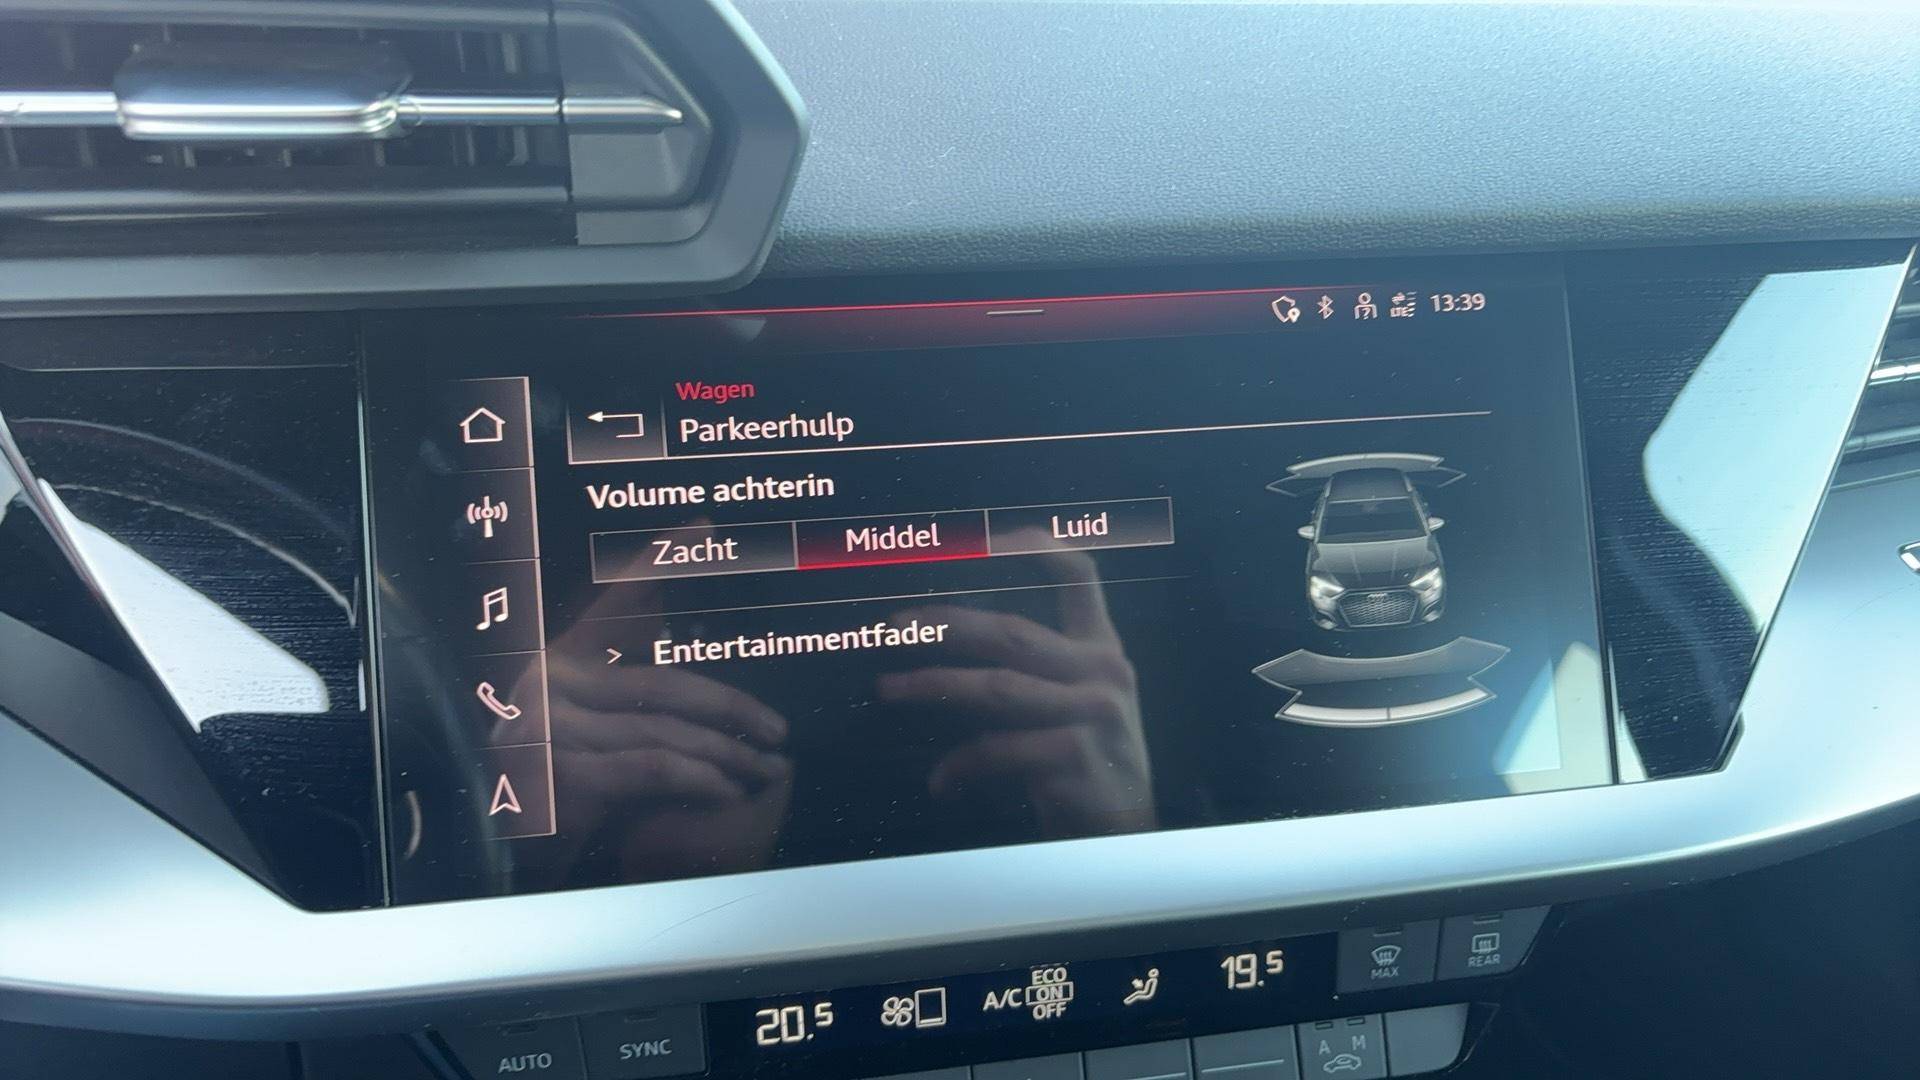 13:39
Wagen
Parkeerhulp
Volume achterin
Zacht Middel Luid
> Entertainmentfader
20.5 A/C ECO ON OFF 19.5
MAX REAR
AUTO SYNC A M